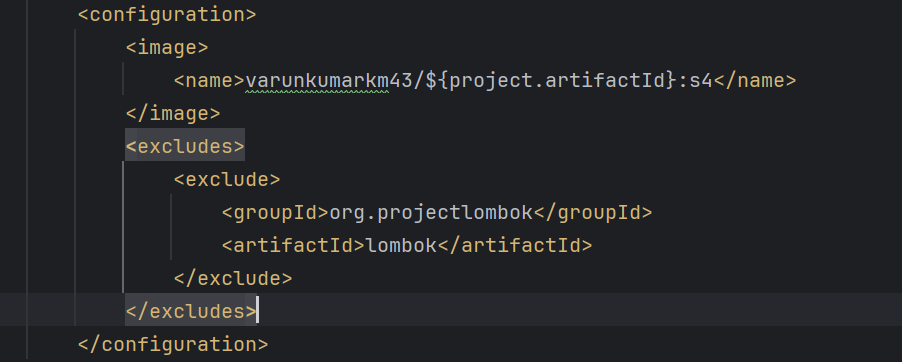 <configuration>
<image>
<name>varunkumarkm43/${project.artifactId}:s4</name>
</image>
<excludes>
<exclude>
<groupId>org.projectlombok</groupId>
<artifactId>lombok</artifactId>
</exclude>
</excludes>
</configuration>